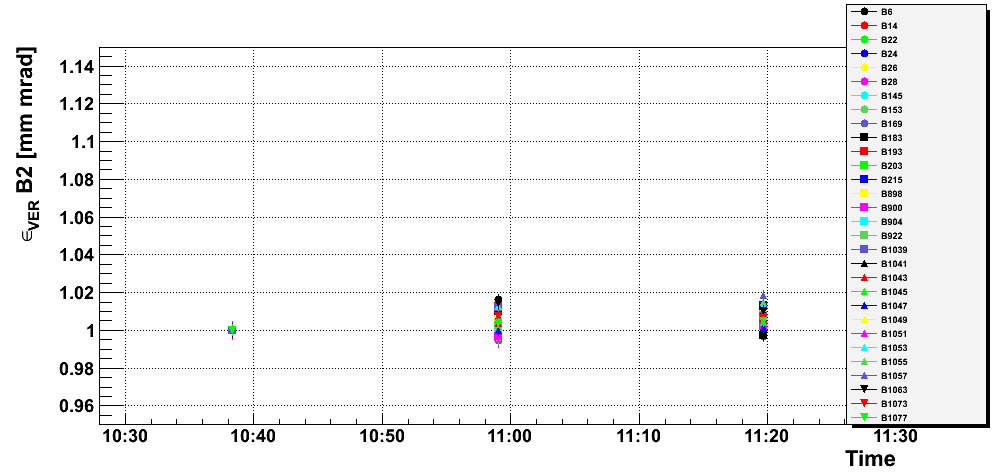 ϵVER B2 [mm mrad]
1.14
1.12
1.1
1.08
1.06
1.04
1.02
1
0.98
0.96
10:30 10:40 10:50 11:00 11:10 11:20 11:30
Time
B6
B14
B22
B24
B26
B28
B145
B153
B169
B183
B193
B203
B215
B898
B900
B904
B922
B1039
B1041
B1043
B1045
B1047
B1049
B1051
B1053
B1055
B1057
B1063
B1073
B1077